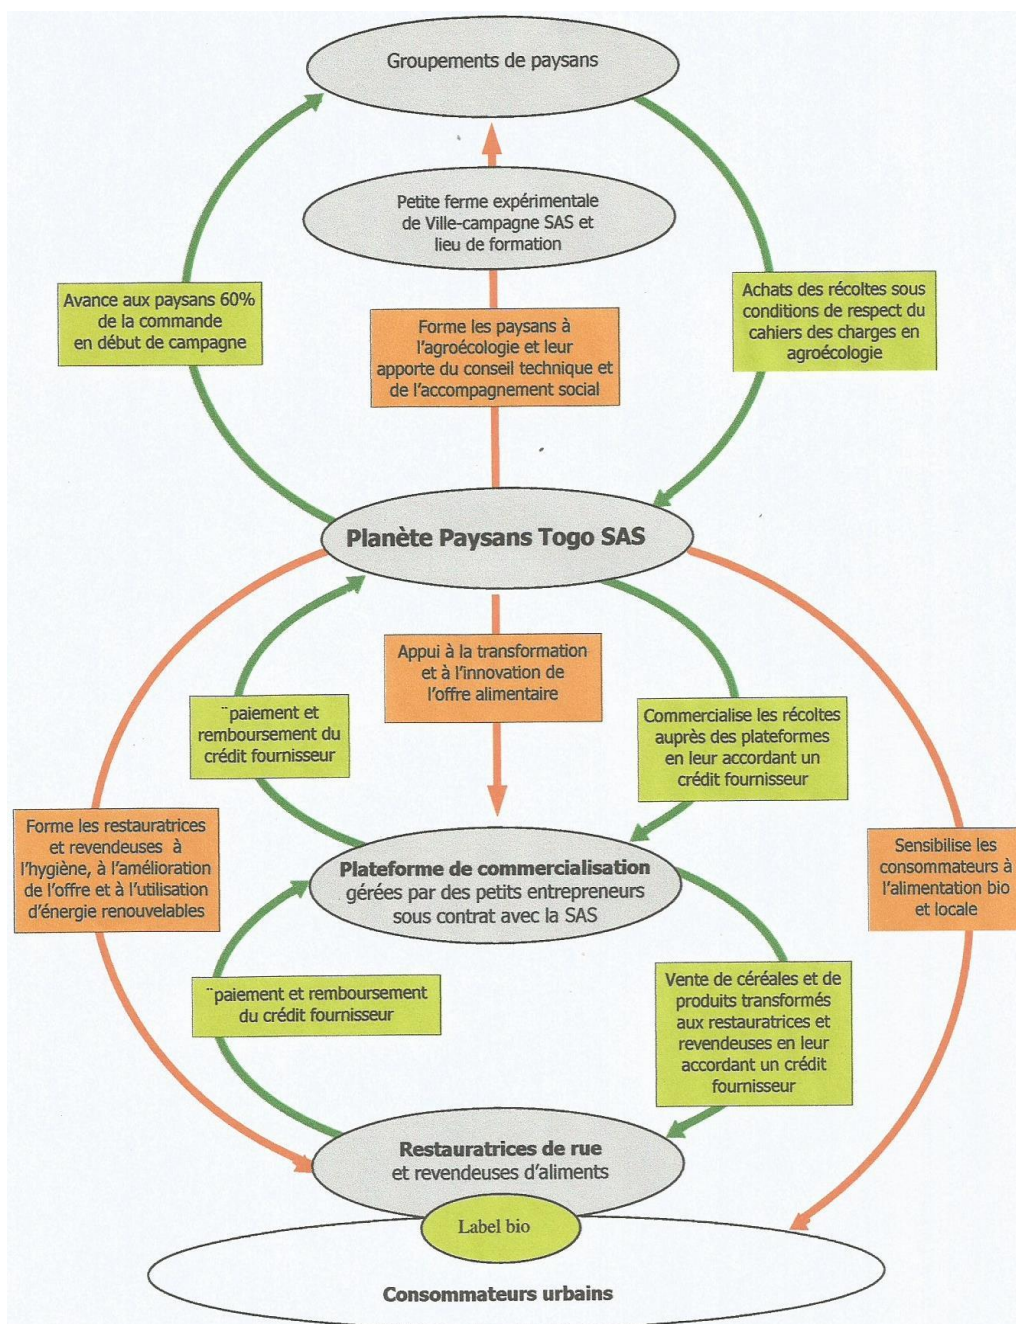 Groupements de paysans
Petite ferme expérimentale
de Ville-campagne SAS et
lieu de formation
Avance aux paysans 60%
de la commande
en début de campagne
Forme les paysans à
l'agroécologie et leur
apporte du conseil technique et
de l'accompagnement social
Achats des récoltes sous
conditions de respect du
cahiers des charges en
agroécologie
Planète Paysans Togo SAS
Appui à la transformation
et à l'innovation de
l'offre alimentaire
¨paiement et
remboursement du
crédit fournisseur
Commercialise les récoltes
auprès des plateformes
en leur accordant un
crédit fournisseur
Forme les restauratrices
et revendeuses à
l'hygiène, à l'amélioration
de l'offre et à l'utilisation
d'énergie renouvelables
Plateforme de commercialisation
gérées par des petits entrepreneurs
sous contrat avec la SAS
Sensibilise les
consommateurs à
l'alimentation bio
et locale
¨paiement et remboursement
du crédit fournisseur
Vente de céréales et de
produits transformés
aux restauratrices et
revendeuses en leur
accordant un crédit
fournisseur
Restauratrices de rue
et revendeuses d'aliments
Label bio
Consommateurs urbains